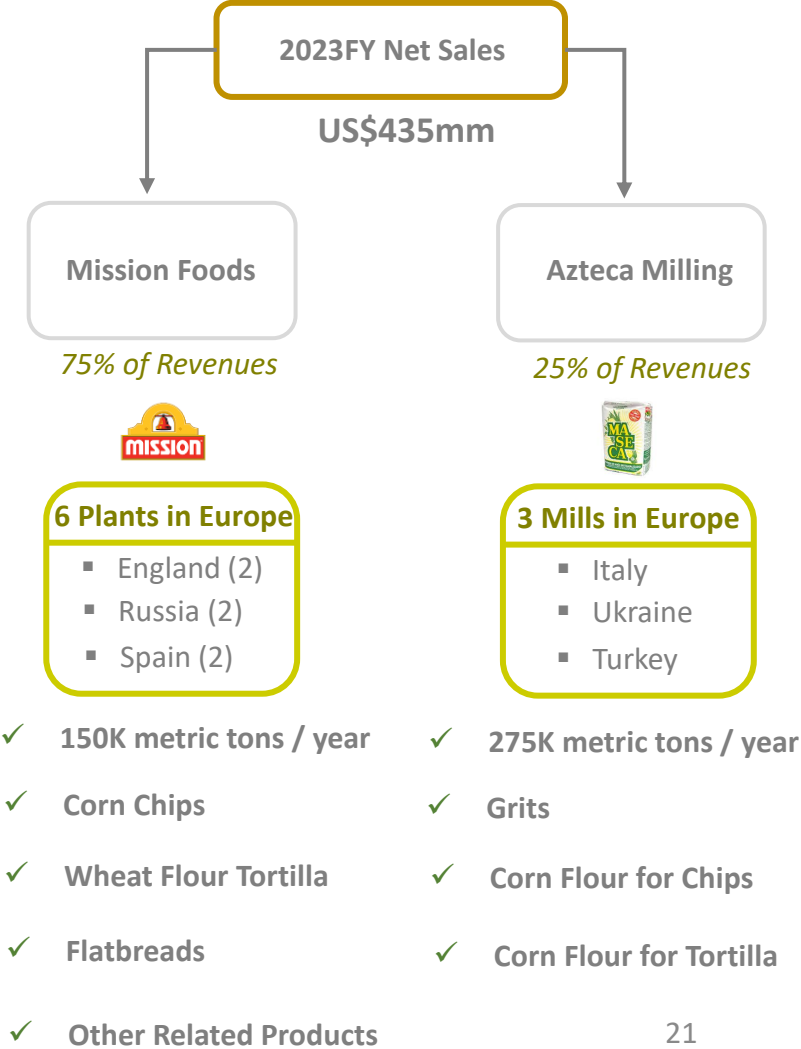 2023FY Net Sales
US$435mm
Mission Foods
75% of Revenues
MISSION
6 Plants in Europe
▪ England (2)
▪ Russia (2)
▪ Spain (2)
✓ 150K metric tons / year
✓ Corn Chips
✓ Wheat Flour Tortilla
✓ Flatbreads
✓ Other Related Products
Azteca Milling
25% of Revenues
MA
SE
CA
3 Mills in Europe
▪ Italy
▪ Ukraine
▪ Turkey
✓ 275K metric tons / year
✓ Grits
✓ Corn Flour for Chips
✓ Corn Flour for Tortilla
21